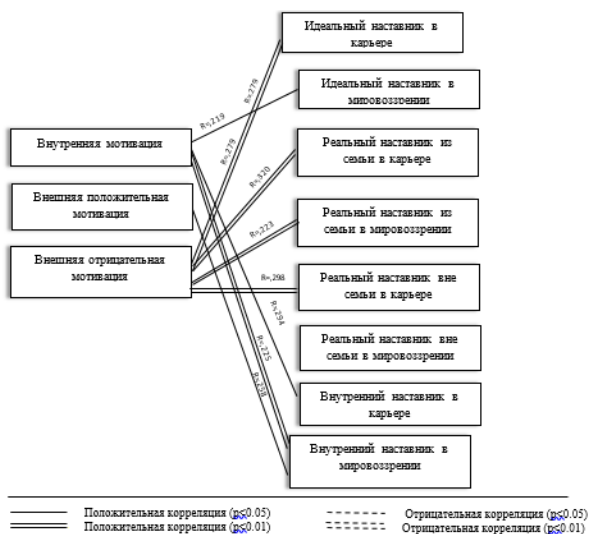 Идеальный наставник в
карьере
Идеальный наставник в
мировоззрении
Реальный наставник из
семьи в карьере
Реальный наставник из
семьи в мировоззрении
Реальный наставник вне
семьи в карьере
Реальный наставник вне
семьи в мировоззрении
Внутренний наставник в
карьере
Внутренний наставник в
мировоззрении
Внутренняя мотивация
Внешняя положительная
мотивация
Внешняя отрицательная
мотивация
R=,279
R=,219
R=,279
R=,320
R=,223
R=,298
R=,294
R=,225
R=,258
Положительная корреляция (p≤0.05)
Положительная корреляция (p≤0.01)
Отрицательная корреляция (p≤0.05)
Отрицательная корреляция (p≤0.01)